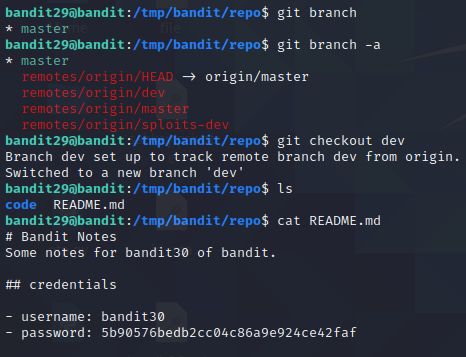 bandit29@bandit:/tmp/bandit/repo$ git branch
* master
bandit29@bandit:/tmp/bandit/repo$ git branch -a
* master
  remotes/origin/HEAD → origin/master
  remotes/origin/dev
  remotes/origin/master
  remotes/origin/sploits-dev
bandit29@bandit:/tmp/bandit/repo$ git checkout dev
Branch dev set up to track remote branch dev from origin.
Switched to a new branch 'dev'
bandit29@bandit:/tmp/bandit/repo$ ls
code  README.md
bandit29@bandit:/tmp/bandit/repo$ cat README.md
# Bandit Notes
Some notes for bandit30 of bandit.

## credentials

- username: bandit30
- password: 5b90576bedb2cc04c86a9e924ce42faf